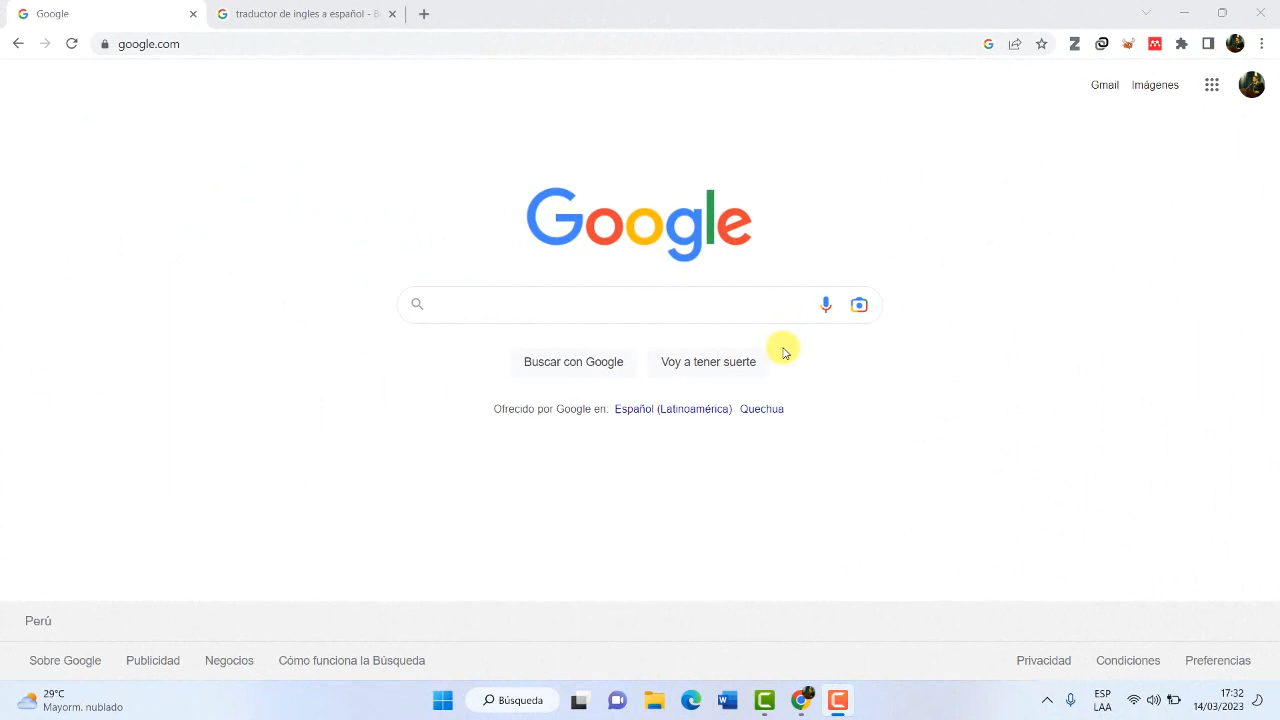 Google
traductor de ingles a español - B
google.com
Gmail Imágenes
Google
Buscar con Google Voy a tener suerte
Ofrecido por Google en: Español (Latinoamérica) Quechua
Perú
Sobre Google Publicidad Negocios Cómo funciona la Búsqueda Privacidad Condiciones Preferencias
29°C
Mayorm. nublado
Búsqueda
ESP
LAA
17:32
14/03/2023